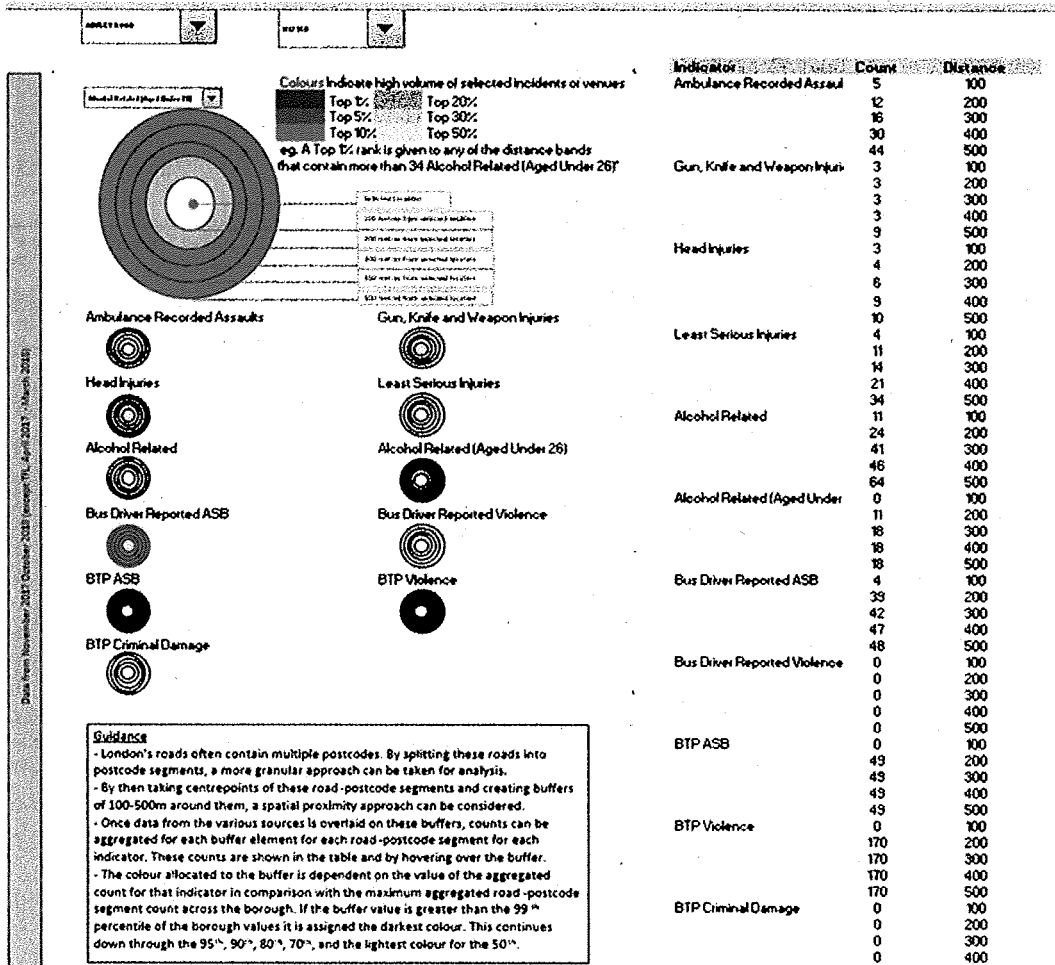 Colours Indicate high volume of selected incidents or venues
Top 1% Top 20%
Top 5% Top 30%
Top 10% Top 50%
eg. A Top 1% rank is given to any of the distance bands
that contain more than 34 Alcohol Related (Aged Under 26)"
Alcohol Related (Aged Under 26)
Ambulance Recorded Assaults
Gun, Knife and Weapon Injuries
Head Injuries
Least Serious Injuries
Alcohol Related
Alcohol Related (Aged Under 26)
Bus Driver Reported ASB
Bus Driver Reported Violence
BTP ASB
BTP Violence
BTP Criminal Damage
Data from November 2017 October 2018 (except TFL April 2017 - March 2018)
Guidance
- London's roads often contain multiple postcodes. By splitting these roads into
postcode segments, a more granular approach can be taken for analysis.
- By then taking centrepoints of these road -postcode segments and creating buffers
of 100-500m around them, a spatial proximity approach can be considered.
- Once data from the various sources is overlaid on these buffers, counts can be
aggregated for each buffer element for each road -postcode segment for each
indicator. These counts are shown in the table and by hovering over the buffer.
- The colour allocated to the buffer is dependent on the value of the aggregated
count for that indicator in comparison with the maximum aggregated road -postcode
segment count across the borough. If the buffer value is greater than the 99 th
percentile of the borough values it is assigned the darkest colour. This continues
down through the 95th, 90th, 80th, 70th, and the lightest colour for the 50th.
Indicator Count Distance
Ambulance Recorded Assaul 5 100
12 200
16 300
30 400
44 500
Gun, Knife and Weapon Injuri 3 100
3 200
3 300
3 400
9 500
Head Injuries 3 100
4 200
6 300
9 400
10 500
Least Serious Injuries 4 100
11 200
14 300
21 400
34 500
Alcohol Related 11 100
24 200
41 300
46 400
64 500
Alcohol Related (Aged Under 0 100
11 200
18 300
18 400
18 500
Bus Driver Reported ASB 4 100
39 200
42 300
47 400
48 500
Bus Driver Reported Violence 0 100
0 200
0 300
0 400
0 500
BTP ASB 0 100
49 200
49 300
49 400
49 500
BTP Violence 0 100
170 200
170 300
170 400
170 500
BTP Criminal Damage 0 100
0 200
0 300
0 400